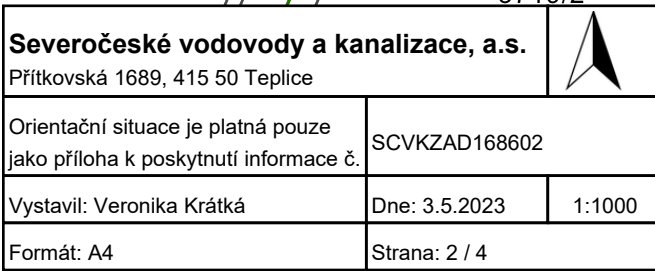 Severočeské vodovody a kanalizace, a.s.
Přítkovská 1689, 415 50 Teplice
Orientační situace je platná pouze
jako příloha k poskytnutí informace č.
SCVKZAD168602
Vystavil: Veronika Krátká
Dne: 3.5.2023
1:1000
Formát: A4
Strana: 2 / 4